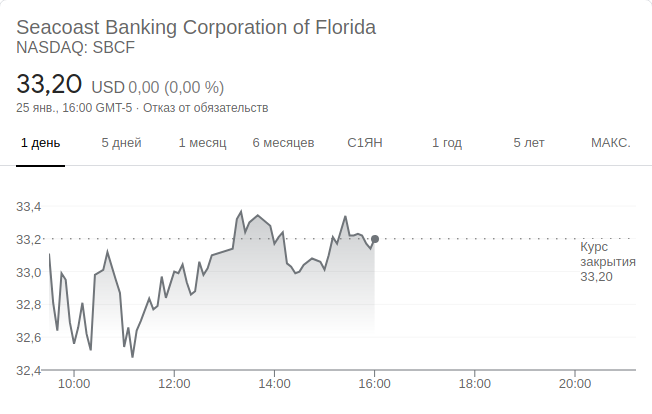 Seacoast Banking Corporation of Florida
NASDAQ: SBCF
33,20 USD 0,00 (0,00 %)
25 янв., 16:00 GMT-5 · Отказ от обязательств
1 день 5 дней 1 месяц 6 месяцев С1ЯН 1 год 5 лет МАКС.
33,4
33,2
Курс
закрытия
33,20
33,0
32,8
32,6
32,4
10:00 12:00 14:00 16:00 18:00 20:00